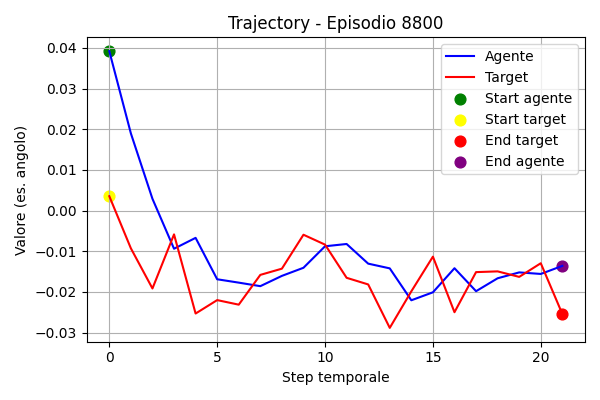 Trajectory - Episodio 8800
Agente
Target
Start agente
Start target
End target
End agente
Valore (es. angolo)
0.04
0.03
0.02
0.01
0.00
−0.01
−0.02
−0.03
0
5
10
15
20
Step temporale